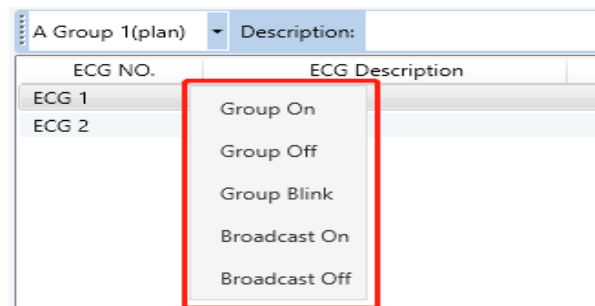 A Group 1(plan) Description:
ECG NO. ECG Description
ECG 1
ECG 2
Group On
Group Off
Group Blink
Broadcast On
Broadcast Off